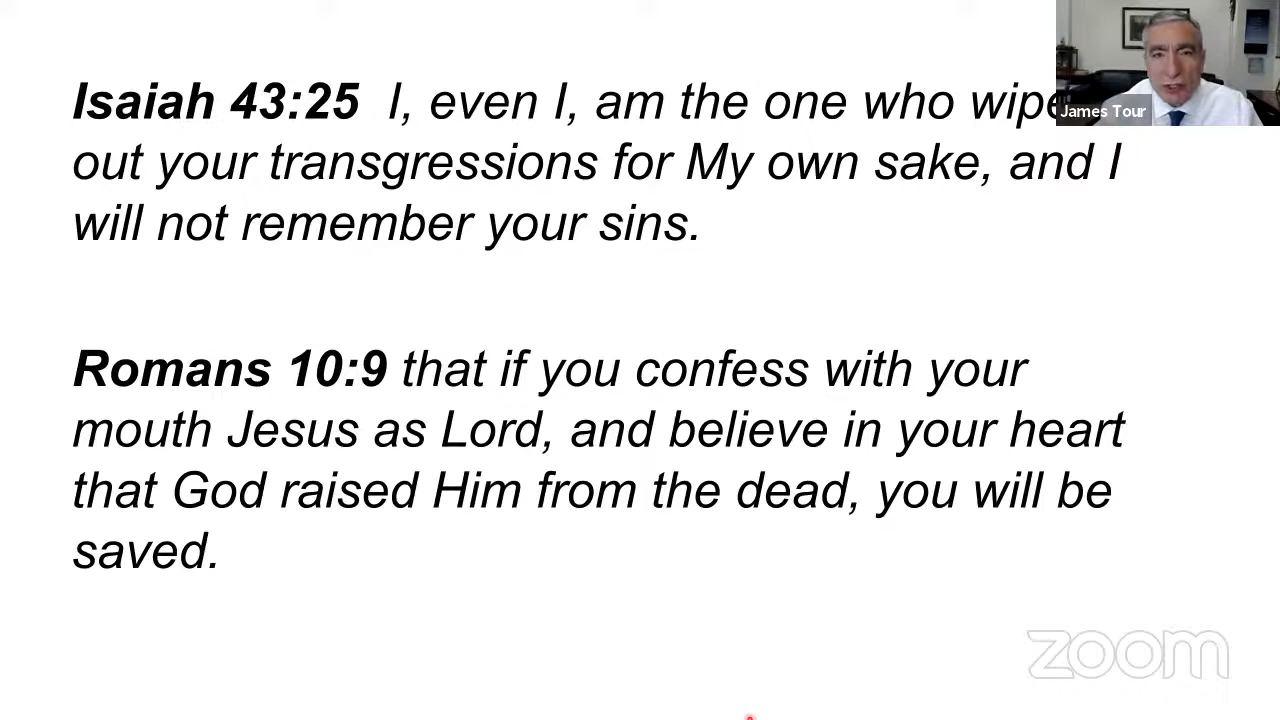 Isaiah 43:25 I, even I, am the one who
out your transgressions for My own sake, and I
will not remember your sins.
Romans 10:9 that if you confess with your
mouth Jesus as Lord, and believe in your heart
that God raised Him from the dead, you will be
saved.
James Tour
zoom